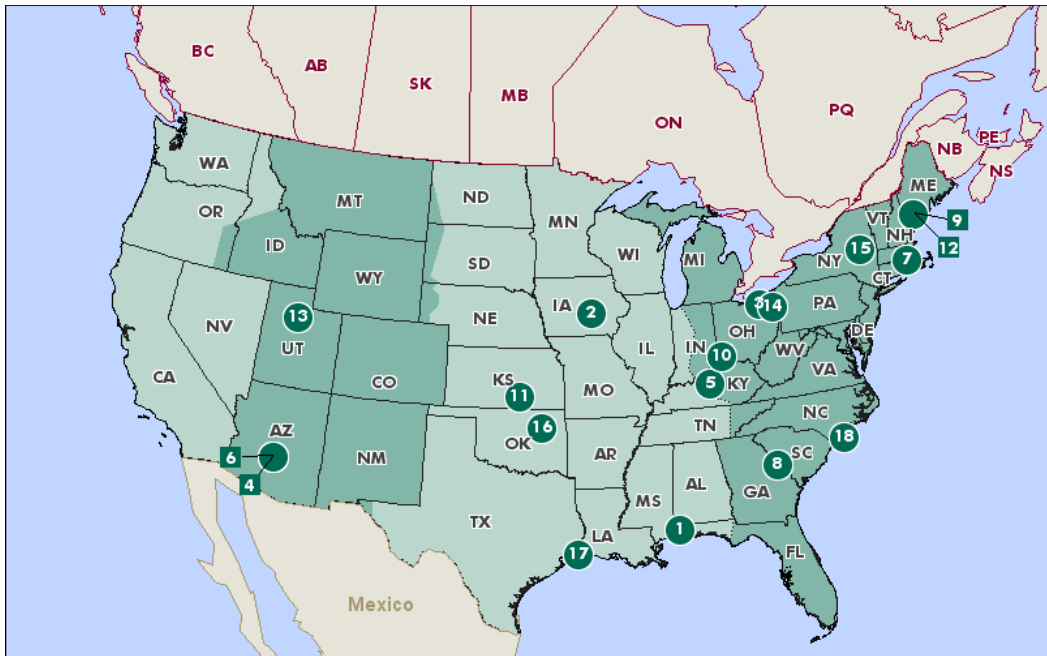 BC
AB
SK
MB
ON
PQ
NB
PE
NS
WA
MT
ND
MN
ME
OR
VT
9
ID
NH
12
WI
MI
NY
15
7
SD
WY
CT
IA
2
3
14
PA
13
NE
NV
UT
IL
IN
OH
DE
10
WV
CA
CO
KS
11
MO
5
KY
VA
16
TN
NC
AZ
OK
18
6
NM
AR
8
SC
4
MS
AL
GA
TX
1
LA
17
FL
Mexico